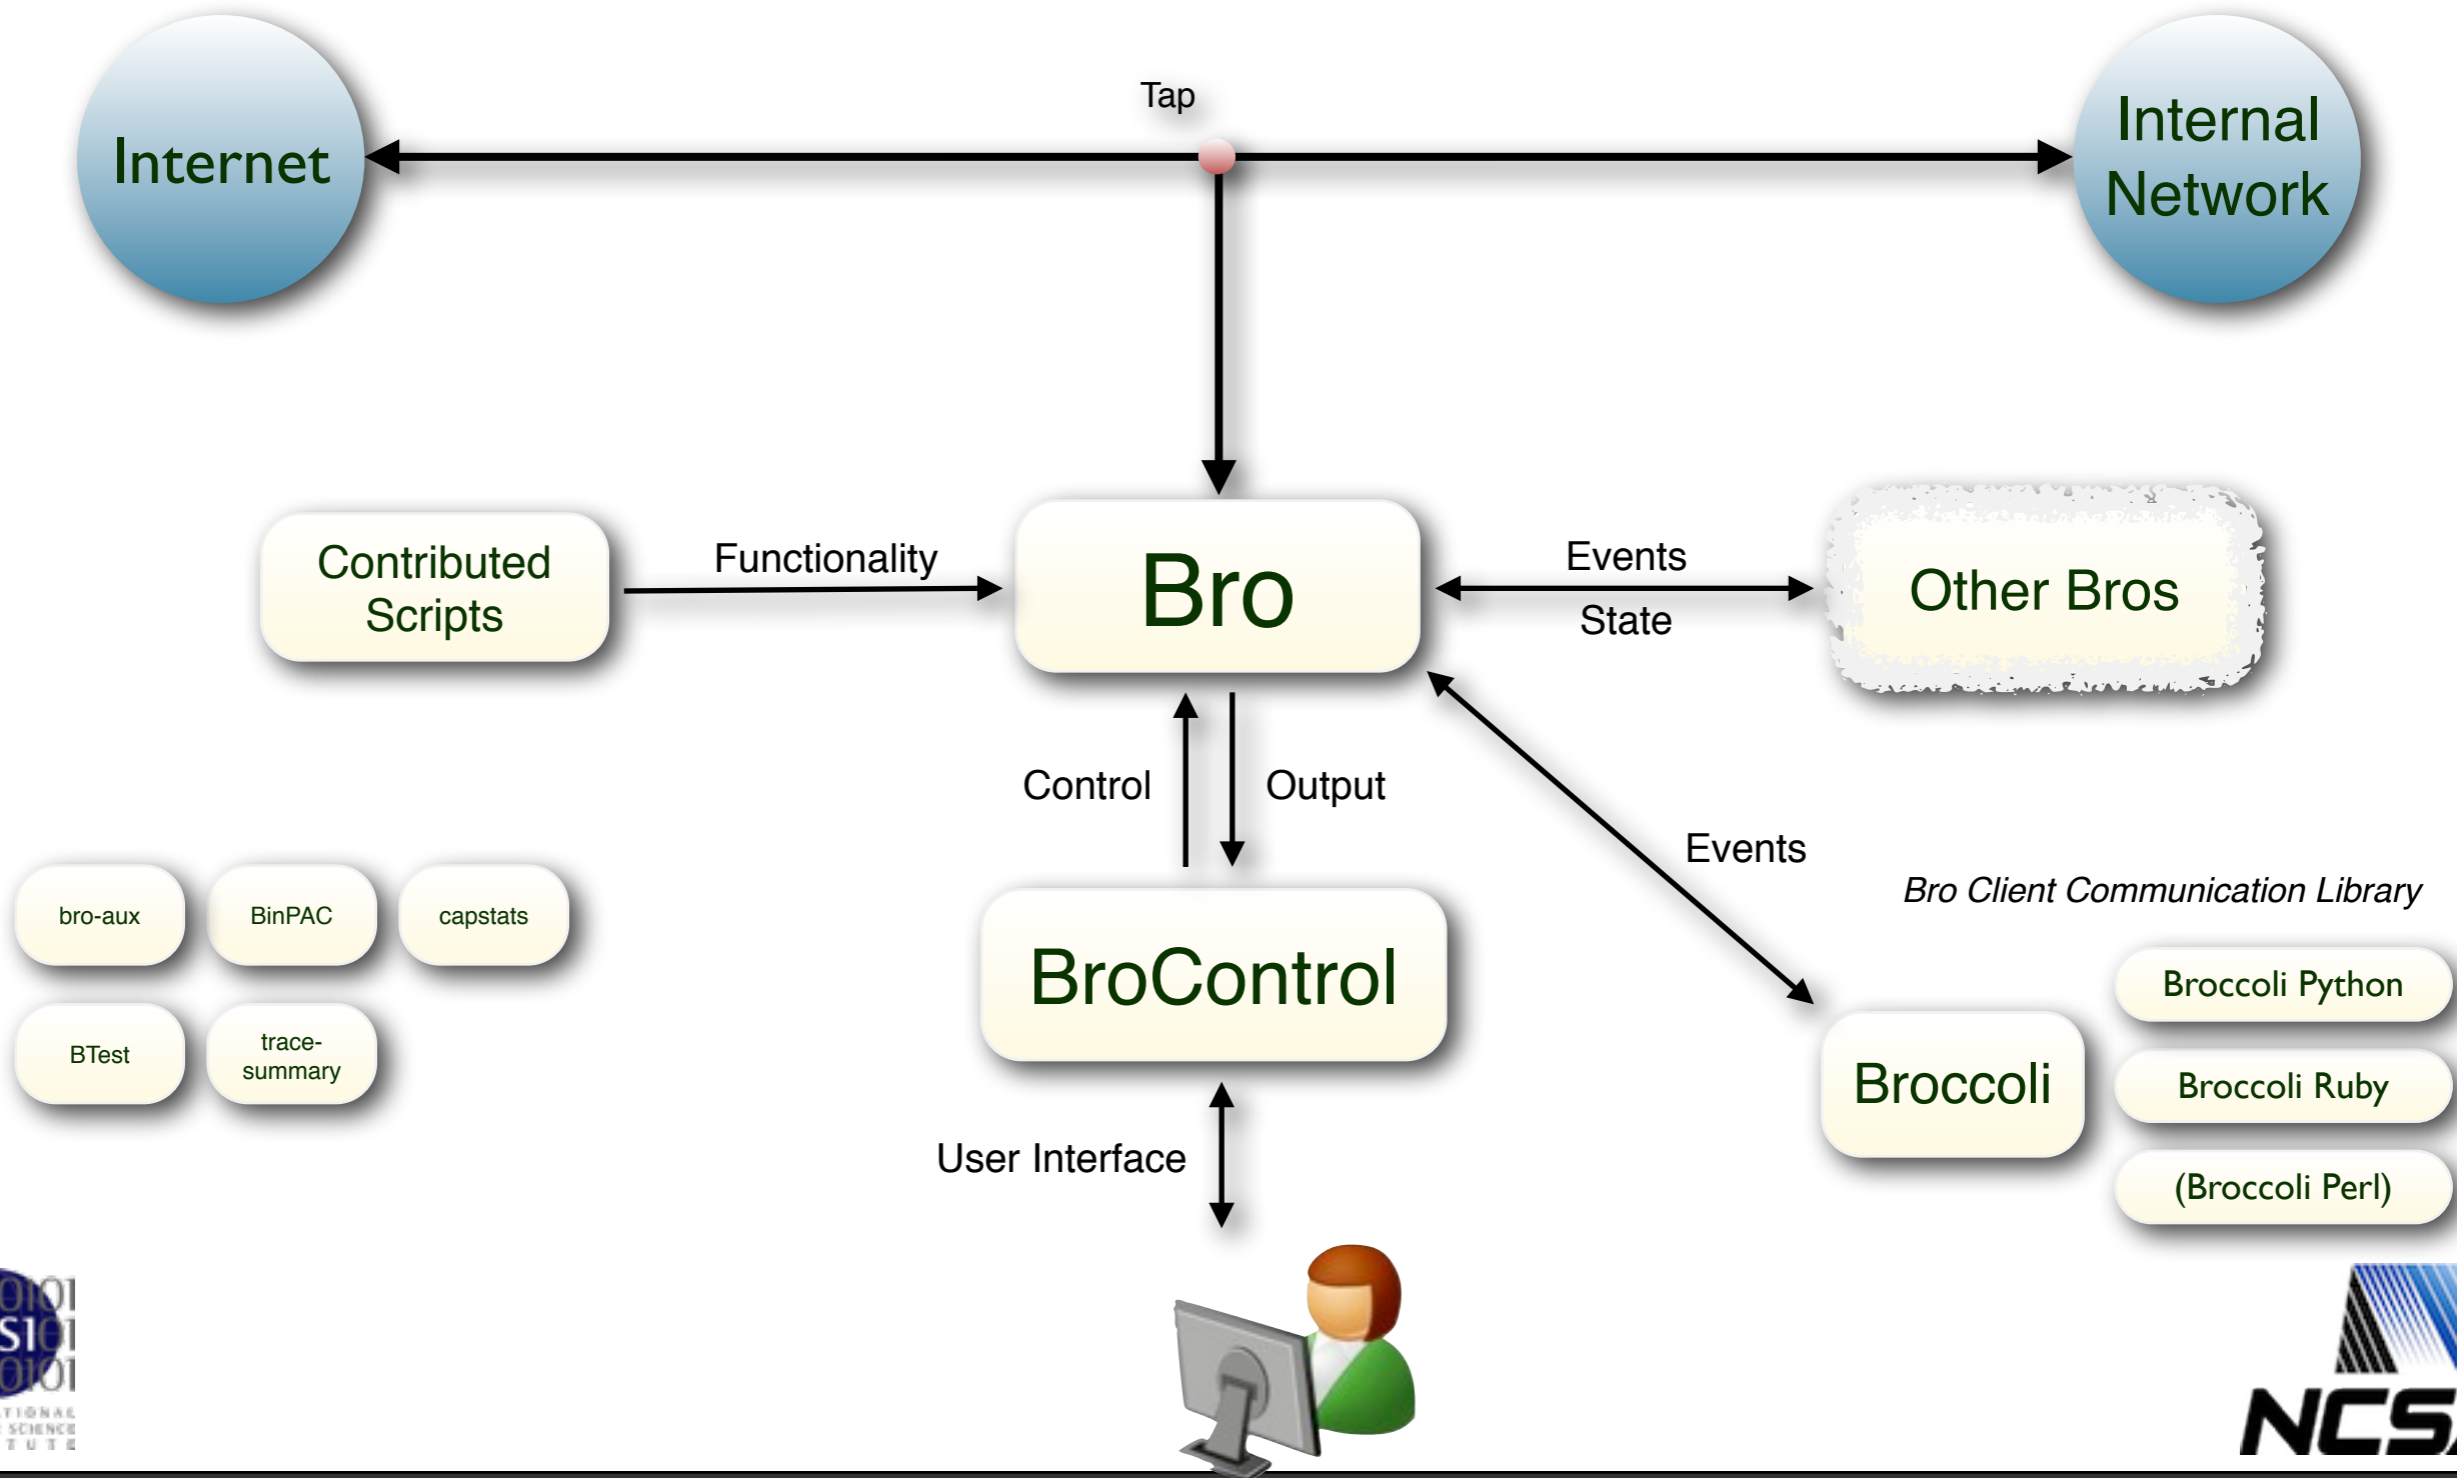 Tap
Internet
Internal
Network
Contributed
Scripts
Functionality
Bro
Events
State
Other Bros
Control
Output
Events
Bro Client Communication Library
bro-aux
BinPAC
capstats
BroControl
Broccoli Python
BTest
trace-
summary
Broccoli
Broccoli Ruby
User Interface
(Broccoli Perl)